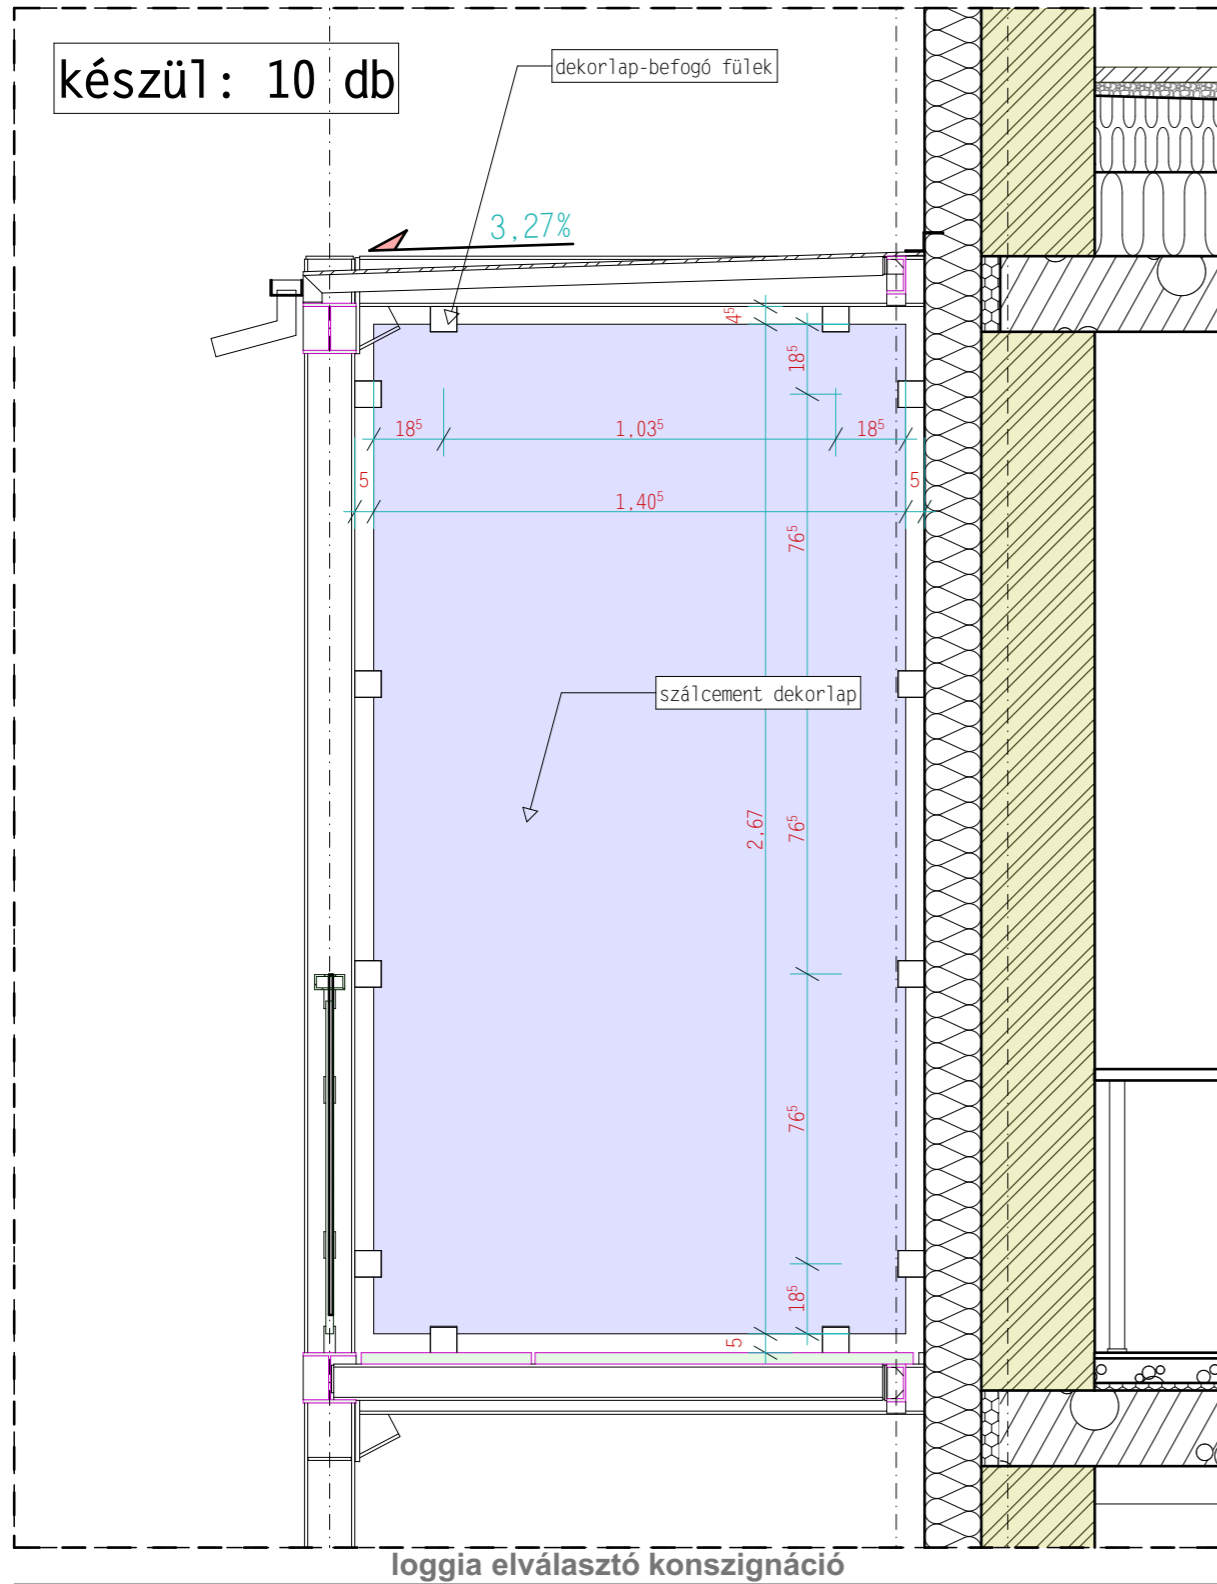 készül: 10 db
dekorlap-befogó fülek
3,27%
4⁵
18⁵
18⁵ 1,03⁵ 18⁵
5 5
1,40⁵
76⁵
szálcement dekorlap
2,67
76⁵
76⁵
18⁵
5
loggia elválasztó konszignáció